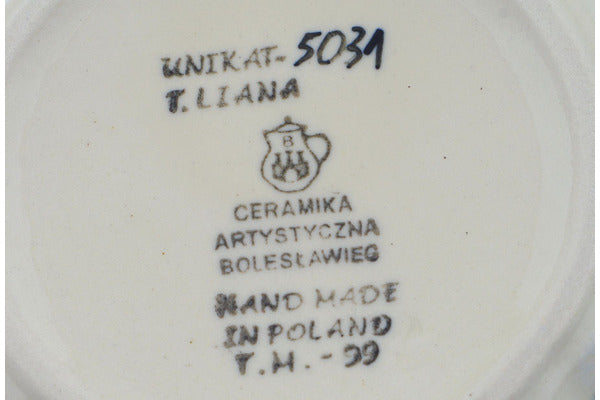 UNIKAT-5031
T. LIANA
B
CERAMIKA
ARTYSTYCZNA
BOLESŁAWIEC
HAND MADE
IN POLAND
T.M. - 99